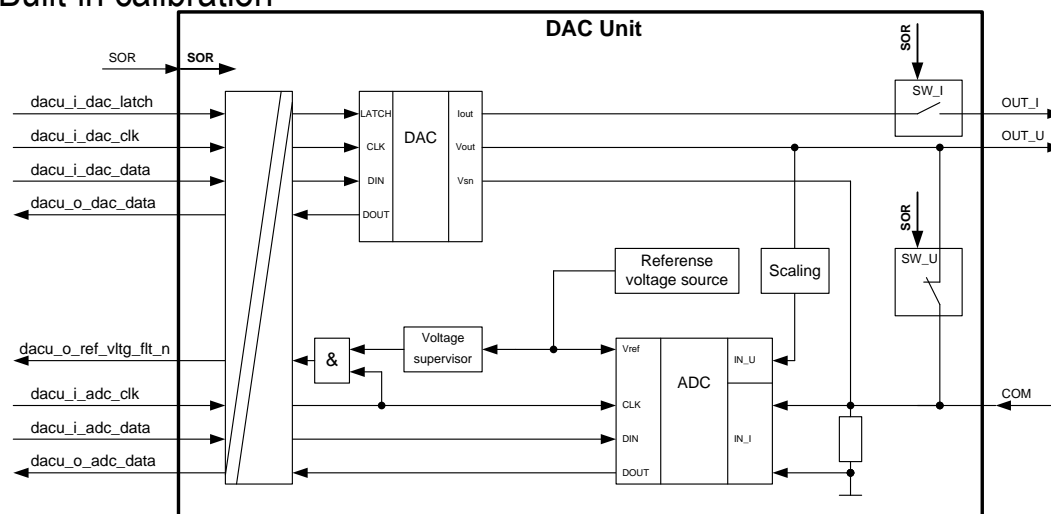 Built-in calibration
DAC Unit
SOR
SOR
SOR
SW_I
OUT_I
dacu_i_dac_latch
LATCH
Iout
DAC
dacu_i_dac_clk
CLK
Vout
OUT_U
dacu_i_dac_data
DIN
Vsn
dacu_o_dac_data
DOUT
SOR
SW_U
Referense
voltage source
Scaling
dacu_o_ref_vltg_flt_n
&
Voltage
supervisor
Vref
IN_U
ADC
dacu_i_adc_clk
CLK
COM
dacu_i_adc_data
DIN
IN_I
dacu_o_adc_data
DOUT